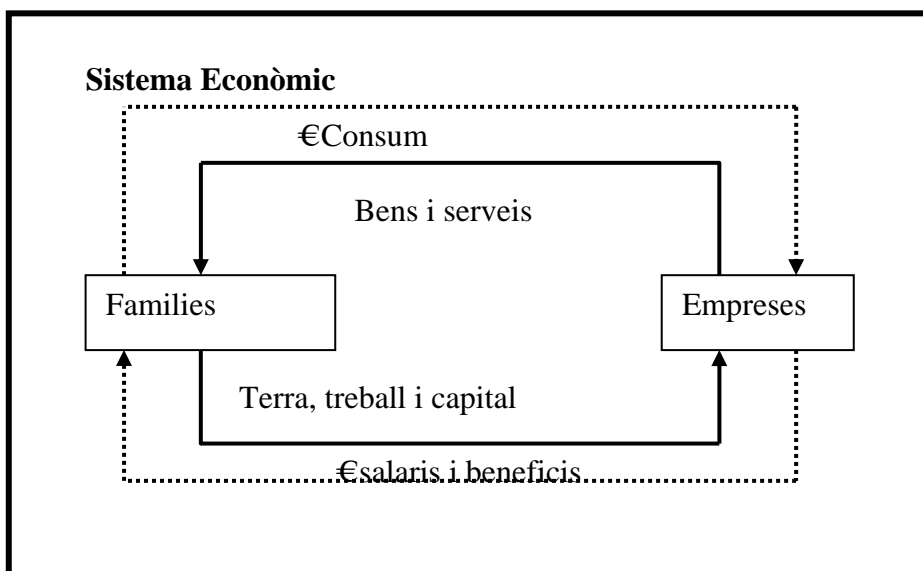 Sistema Econòmic
€Consum
Bens i serveis
Families
Empreses
Terra, treball i capital
€salaris i beneficis